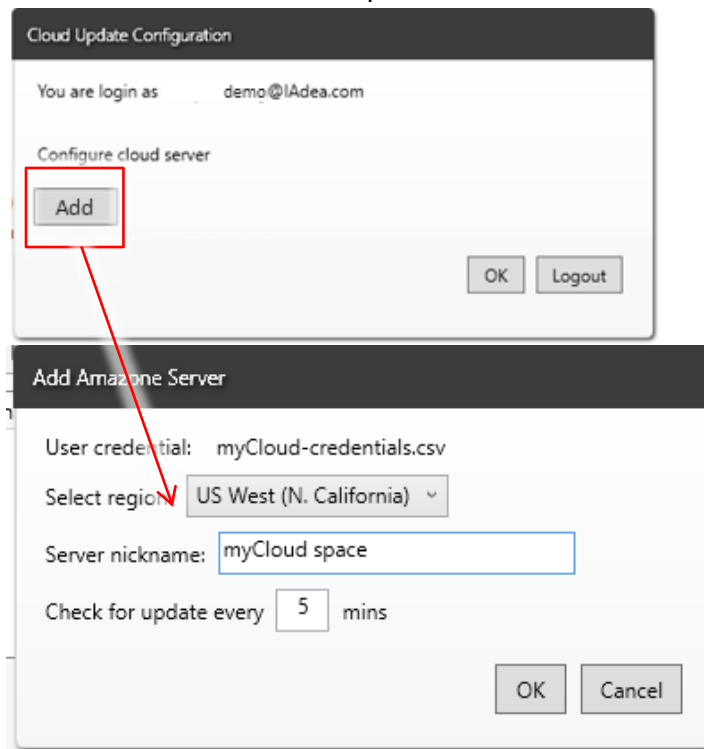 Cloud Update Configuration
You are login as demo@IAdea.com
Configure cloud server
Add
OK Logout
Add Amazone Server
User credential: myCloud-credentials.csv
Select region US West (N. California)
Server nickname: myCloud space
Check for update every 5 mins
OK Cancel